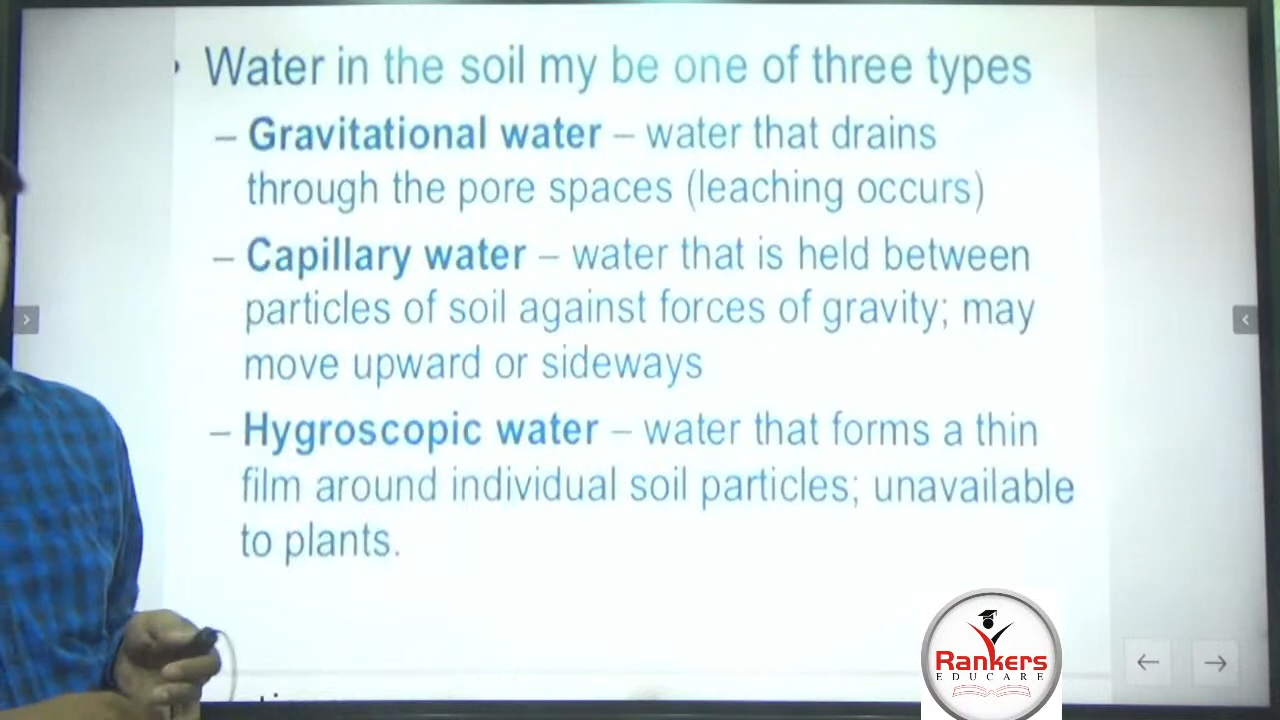 • Water in the soil my be one of three types
– Gravitational water – water that drains
through the pore spaces (leaching occurs)
– Capillary water – water that is held between
particles of soil against forces of gravity; may
move upward or sideways
– Hygroscopic water – water that forms a thin
film around individual soil particles; unavailable
to plants.
Rankers
EDUCARE